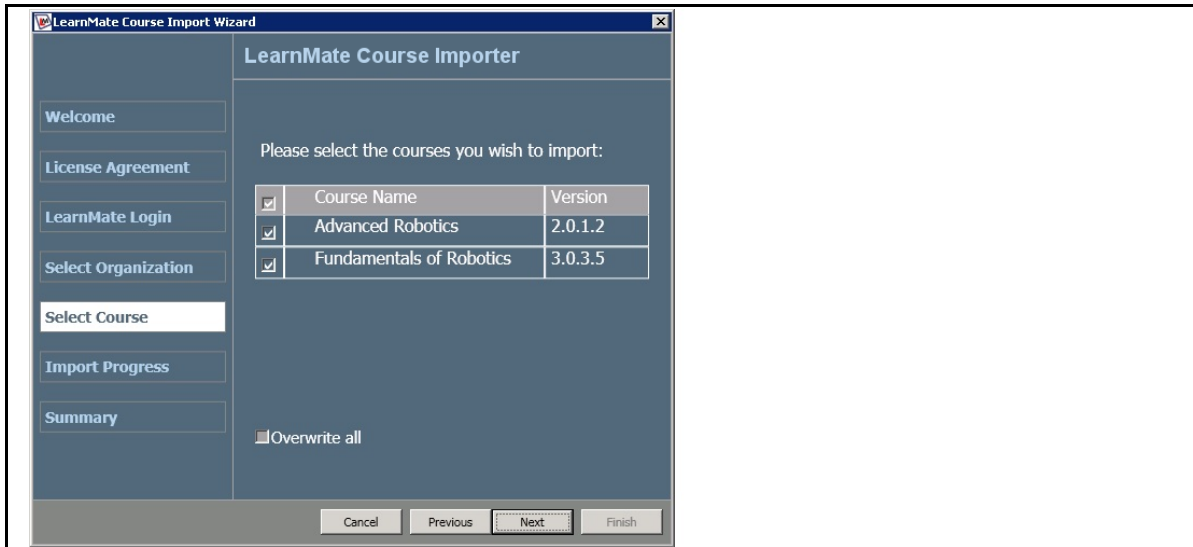 LearnMate Course Import Wizard
LearnMate Course Importer
Welcome
License Agreement
LearnMate Login
Select Organization
Select Course
Import Progress
Summary
Please select the courses you wish to import:
Course Name Version
Advanced Robotics 2.0.1.2
Fundamentals of Robotics 3.0.3.5
Overwrite all
Cancel Previous Next Finish